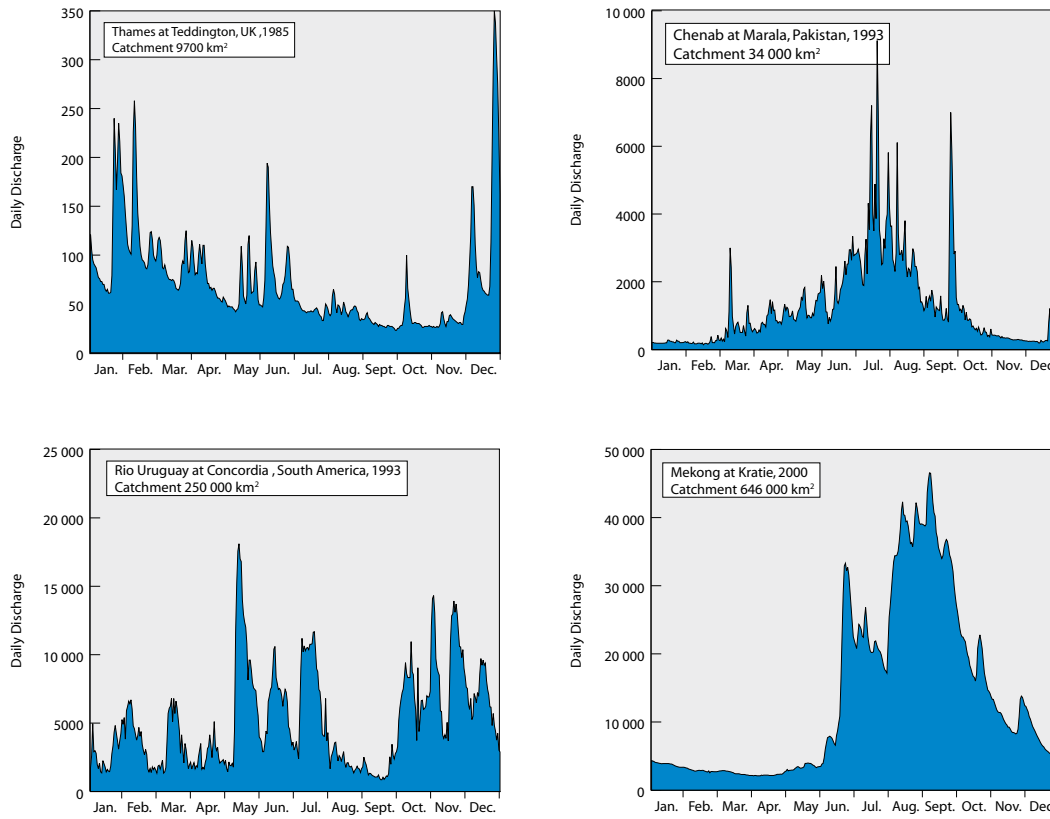 350
300
250
200
150
100
50
0
Daily Discharge
Thames at Teddington, UK ,1985
Catchment 9700 km²
Jan. Feb. Mar. Apr. May Jun. Jul. Aug. Sept. Oct. Nov. Dec.
10 000
8000
6000
4000
2000
0
Daily Discharge
Chenab at Marala, Pakistan, 1993
Catchment 34 000 km²
Jan. Feb. Mar. Apr. May Jun. Jul. Aug. Sept. Oct. Nov. Dec
25 000
20 000
15 000
10 000
5000
0
Daily Discharge
Rio Uruguay at Concordia , South America, 1993
Catchment 250 000 km²
Jan. Feb. Mar. Apr. May Jun. Jul. Aug. Sept. Oct. Nov. Dec.
50 000
40 000
30 000
20 000
10 000
0
Daily Discharge
Mekong at Kratie, 2000
Catchment 646 000 km²
Jan. Feb. Mar. Apr. May Jun. Jul. Aug. Sept. Oct. Nov. Dec